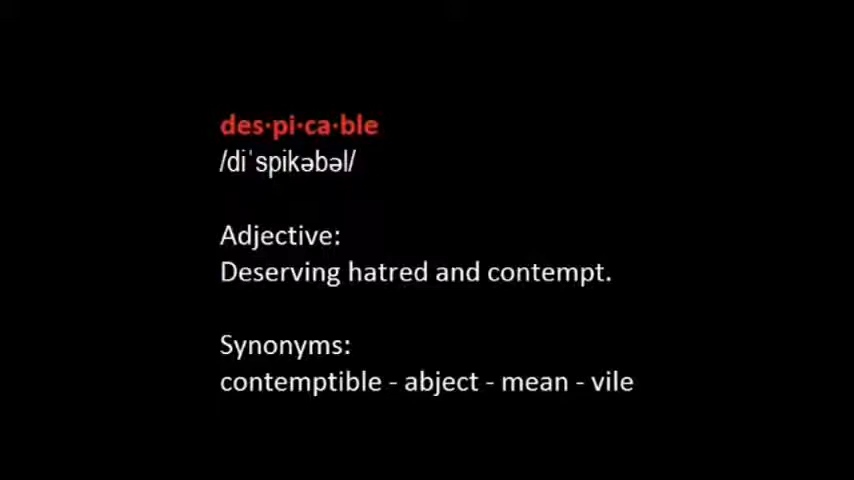 des·pi·ca·ble
/diˈspikəbəl/
Adjective:
Deserving hatred and contempt.
Synonyms:
contemptible - abject - mean - vile